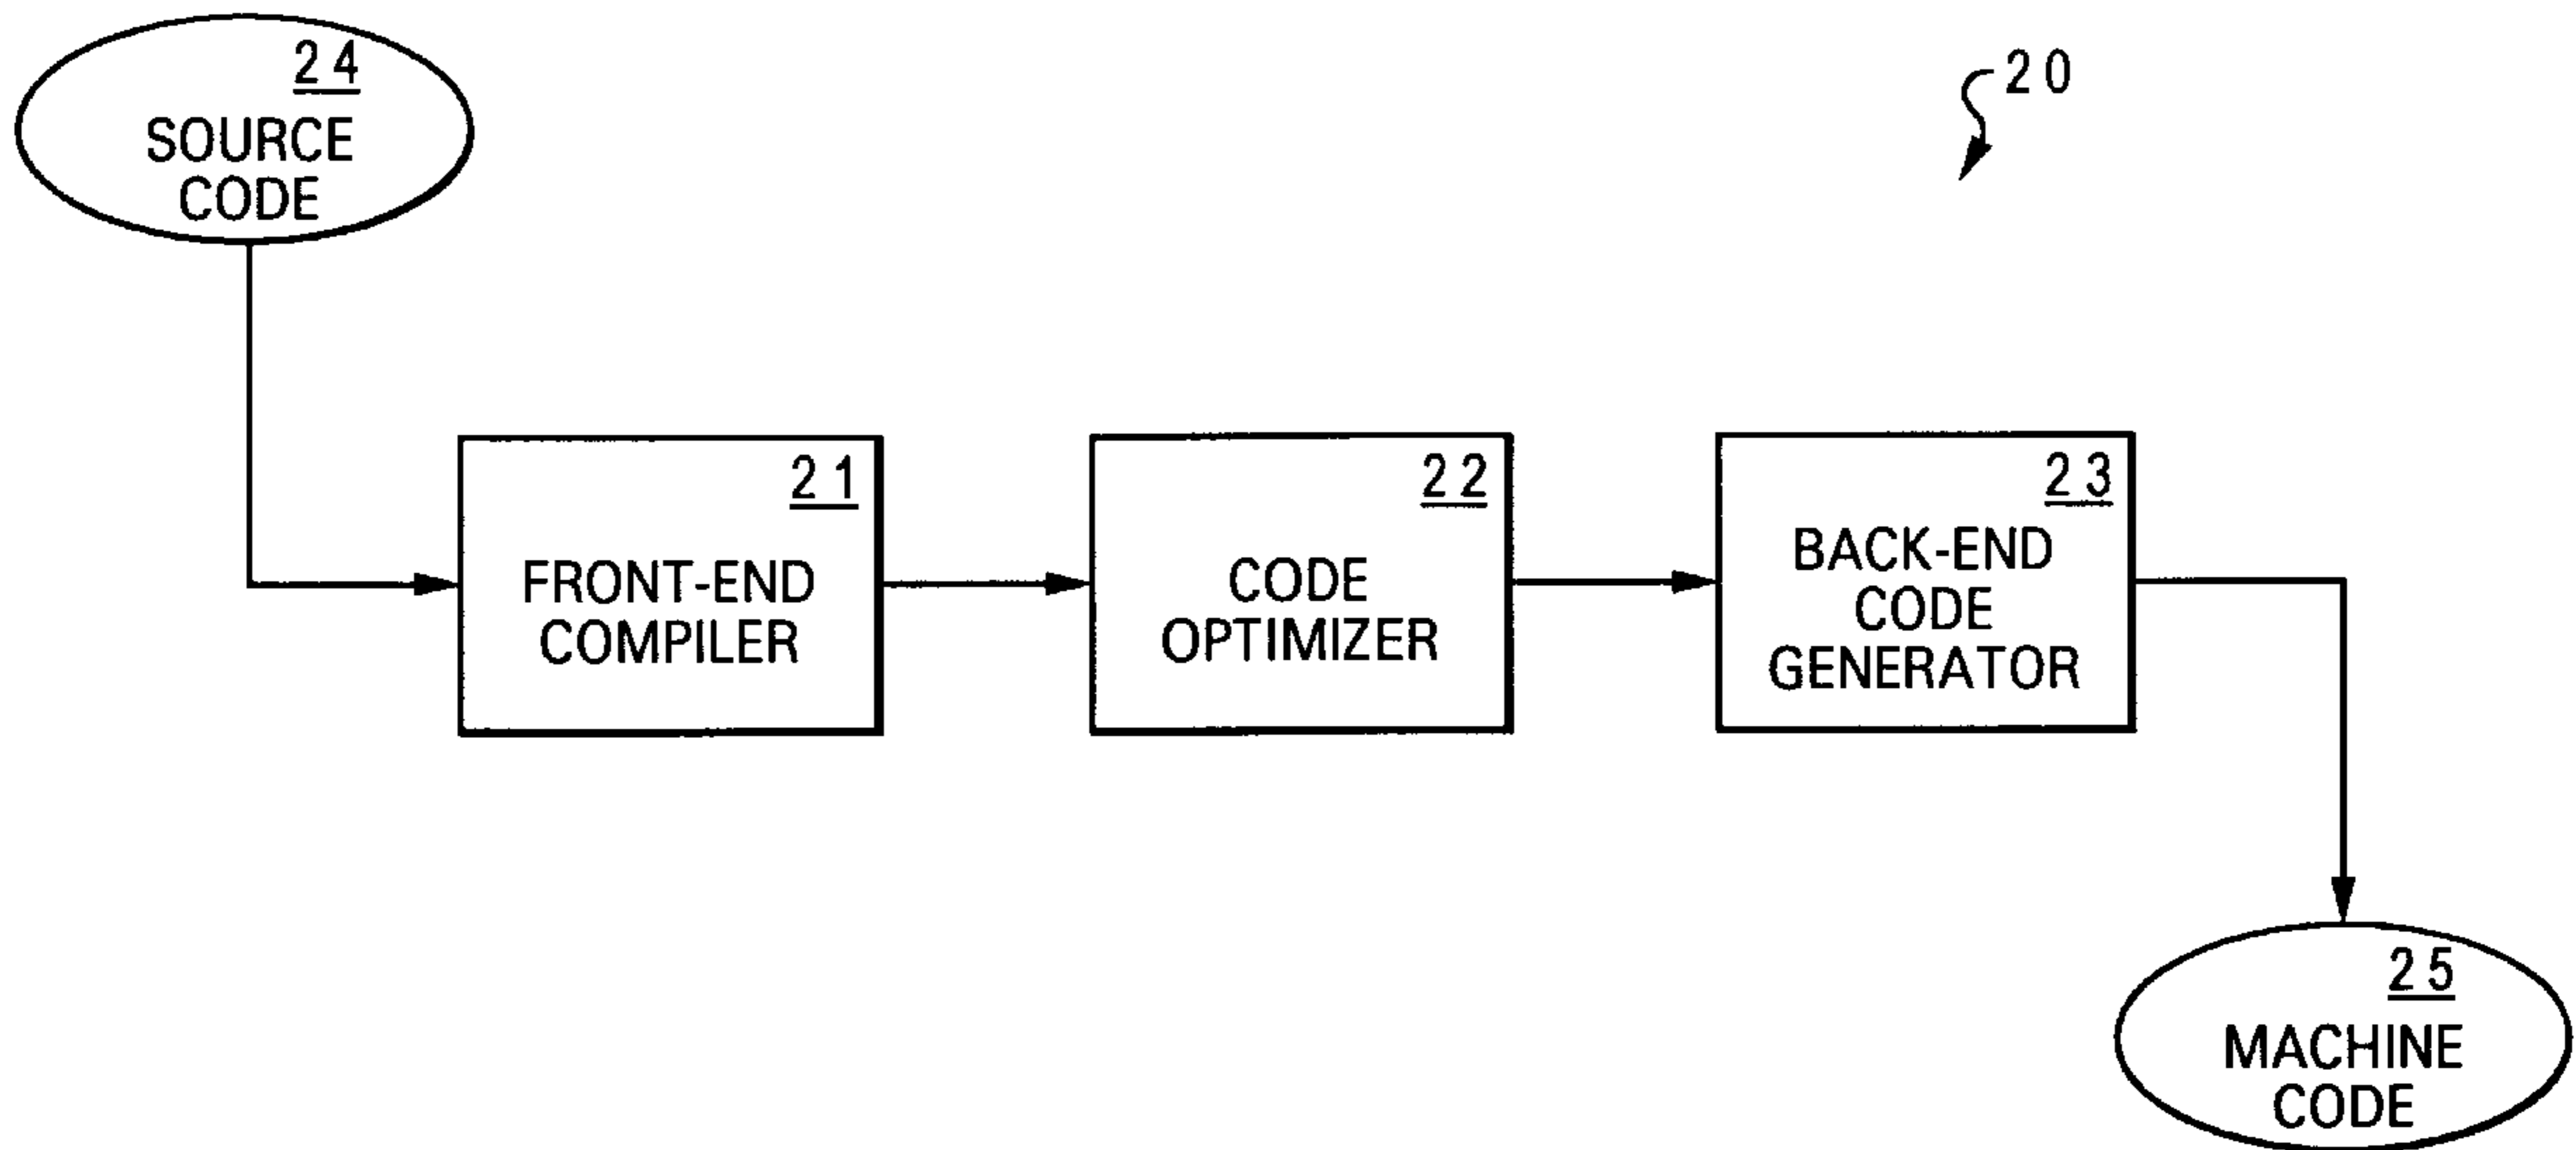 24
SOURCE
CODE
20
21
FRONT-END
COMPILER
22
CODE
OPTIMIZER
23
BACK-END
CODE
GENERATOR
25
MACHINE
CODE